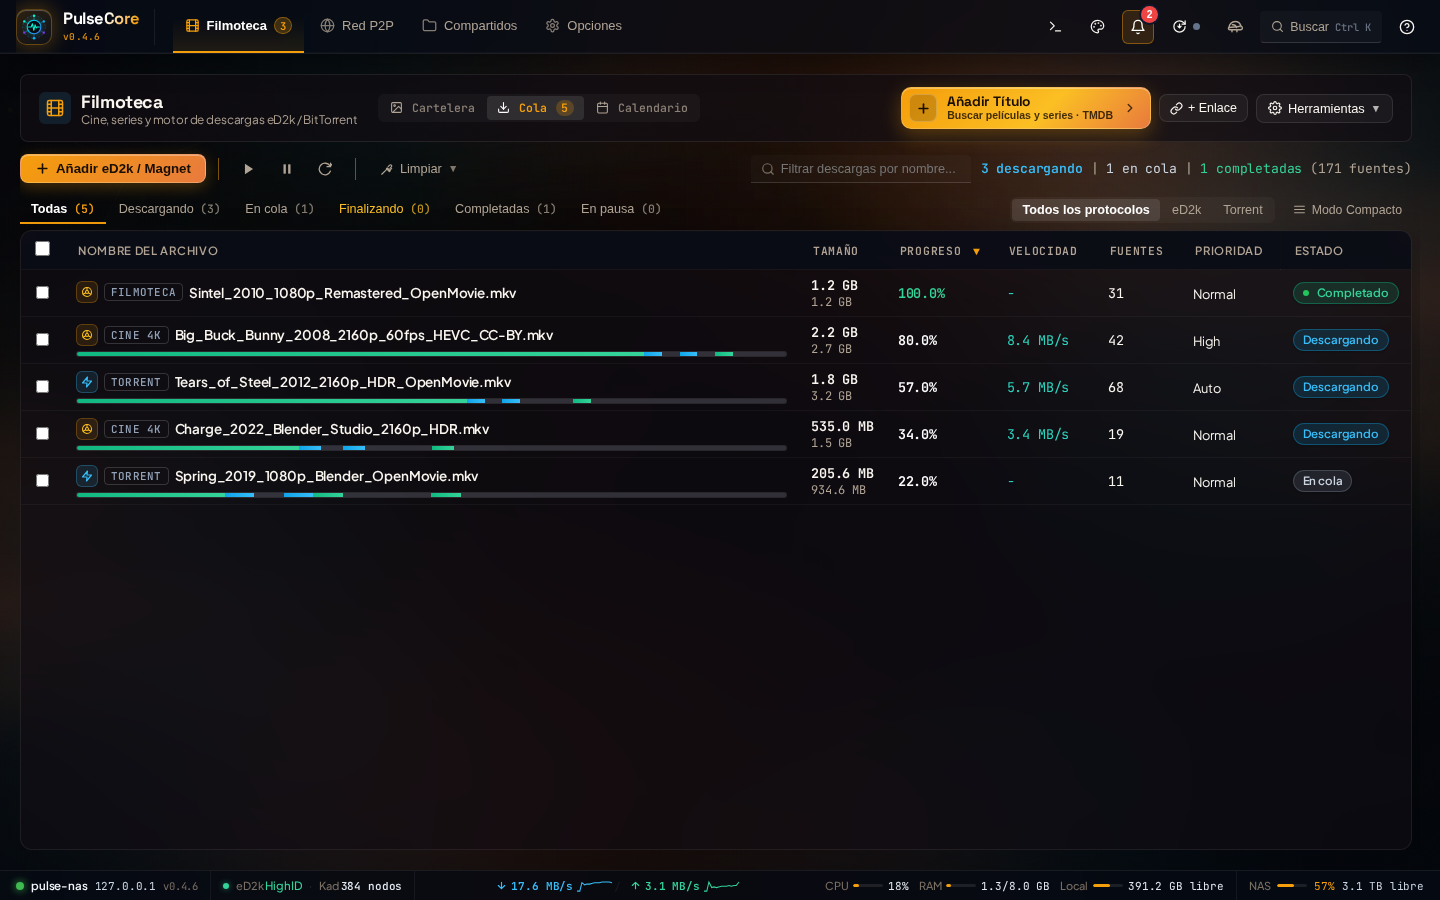 PulseCore
v0.4.6
Filmoteca 3
Red P2P
Compartidos
Opciones
2
Buscar Ctrl K
Filmoteca
Cine, series y motor de descargas eD2k/BitTorrent
Cartelera
Cola 5
Calendario
Añadir Título
Buscar películas y series · TMDB
+ Enlace
Herramientas ▼
Añadir eD2k / Magnet
Limpiar ▼
Filtrar descargas por nombre...
3 descargando | 1 en cola | 1 completadas (171 fuentes)
Todas (5)
Descargando (3)
En cola (1)
Finalizando (0)
Completadas (1)
En pausa (0)
Todos los protocolos
eD2k
Torrent
Modo Compacto
NOMBRE DEL ARCHIVO TAMAÑO PROGRESO ▼ VELOCIDAD FUENTES PRIORIDAD ESTADO
FILMOTECA Sintel_2010_1080p_Remastered_OpenMovie.mkv 1.2 GB 1.2 GB 100.0% - 31 Normal Completado
CINE 4K Big_Buck_Bunny_2008_2160p_60fps_HEVC_CC-BY.mkv 2.2 GB 2.7 GB 80.0% 8.4 MB/s 42 High Descargando
TORRENT Tears_of_Steel_2012_2160p_HDR_OpenMovie.mkv 1.8 GB 3.2 GB 57.0% 5.7 MB/s 68 Auto Descargando
CINE 4K Charge_2022_Blender_Studio_2160p_HDR.mkv 535.0 MB 1.5 GB 34.0% 3.4 MB/s 19 Normal Descargando
TORRENT Spring_2019_1080p_Blender_OpenMovie.mkv 205.6 MB 934.6 MB 22.0% - 11 Normal En cola
pulse-nas 127.0.0.1 v0.4.6 eD2k HighID · Kad 384 nodos 17.6 MB/s / 3.1 MB/s CPU 18% RAM 1.3/8.0 GB Local 391.2 GB libre NAS 57% 3.1 TB libre